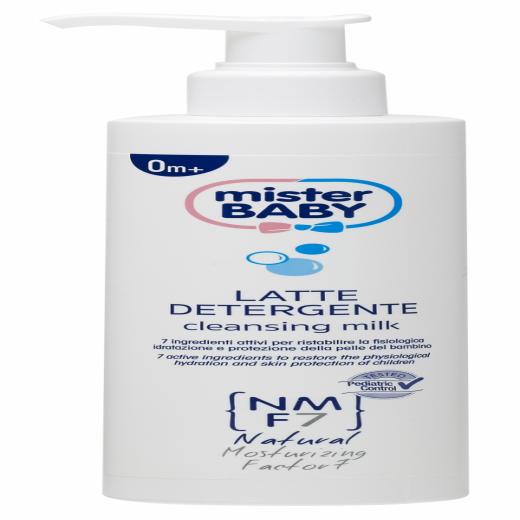 0m+
mister
BABY
LATTE
DETERGENTE
cleansing milk
7 ingredienti attivi per ristabilire la fisiologica
idratazione e protezione della pelle del bambino
7 active ingredients to restore the physiological
hydration and skin protection of children
TESTED
Pediatric
Control
{NM
F7}
Natural
Moisturizing
Factor 7